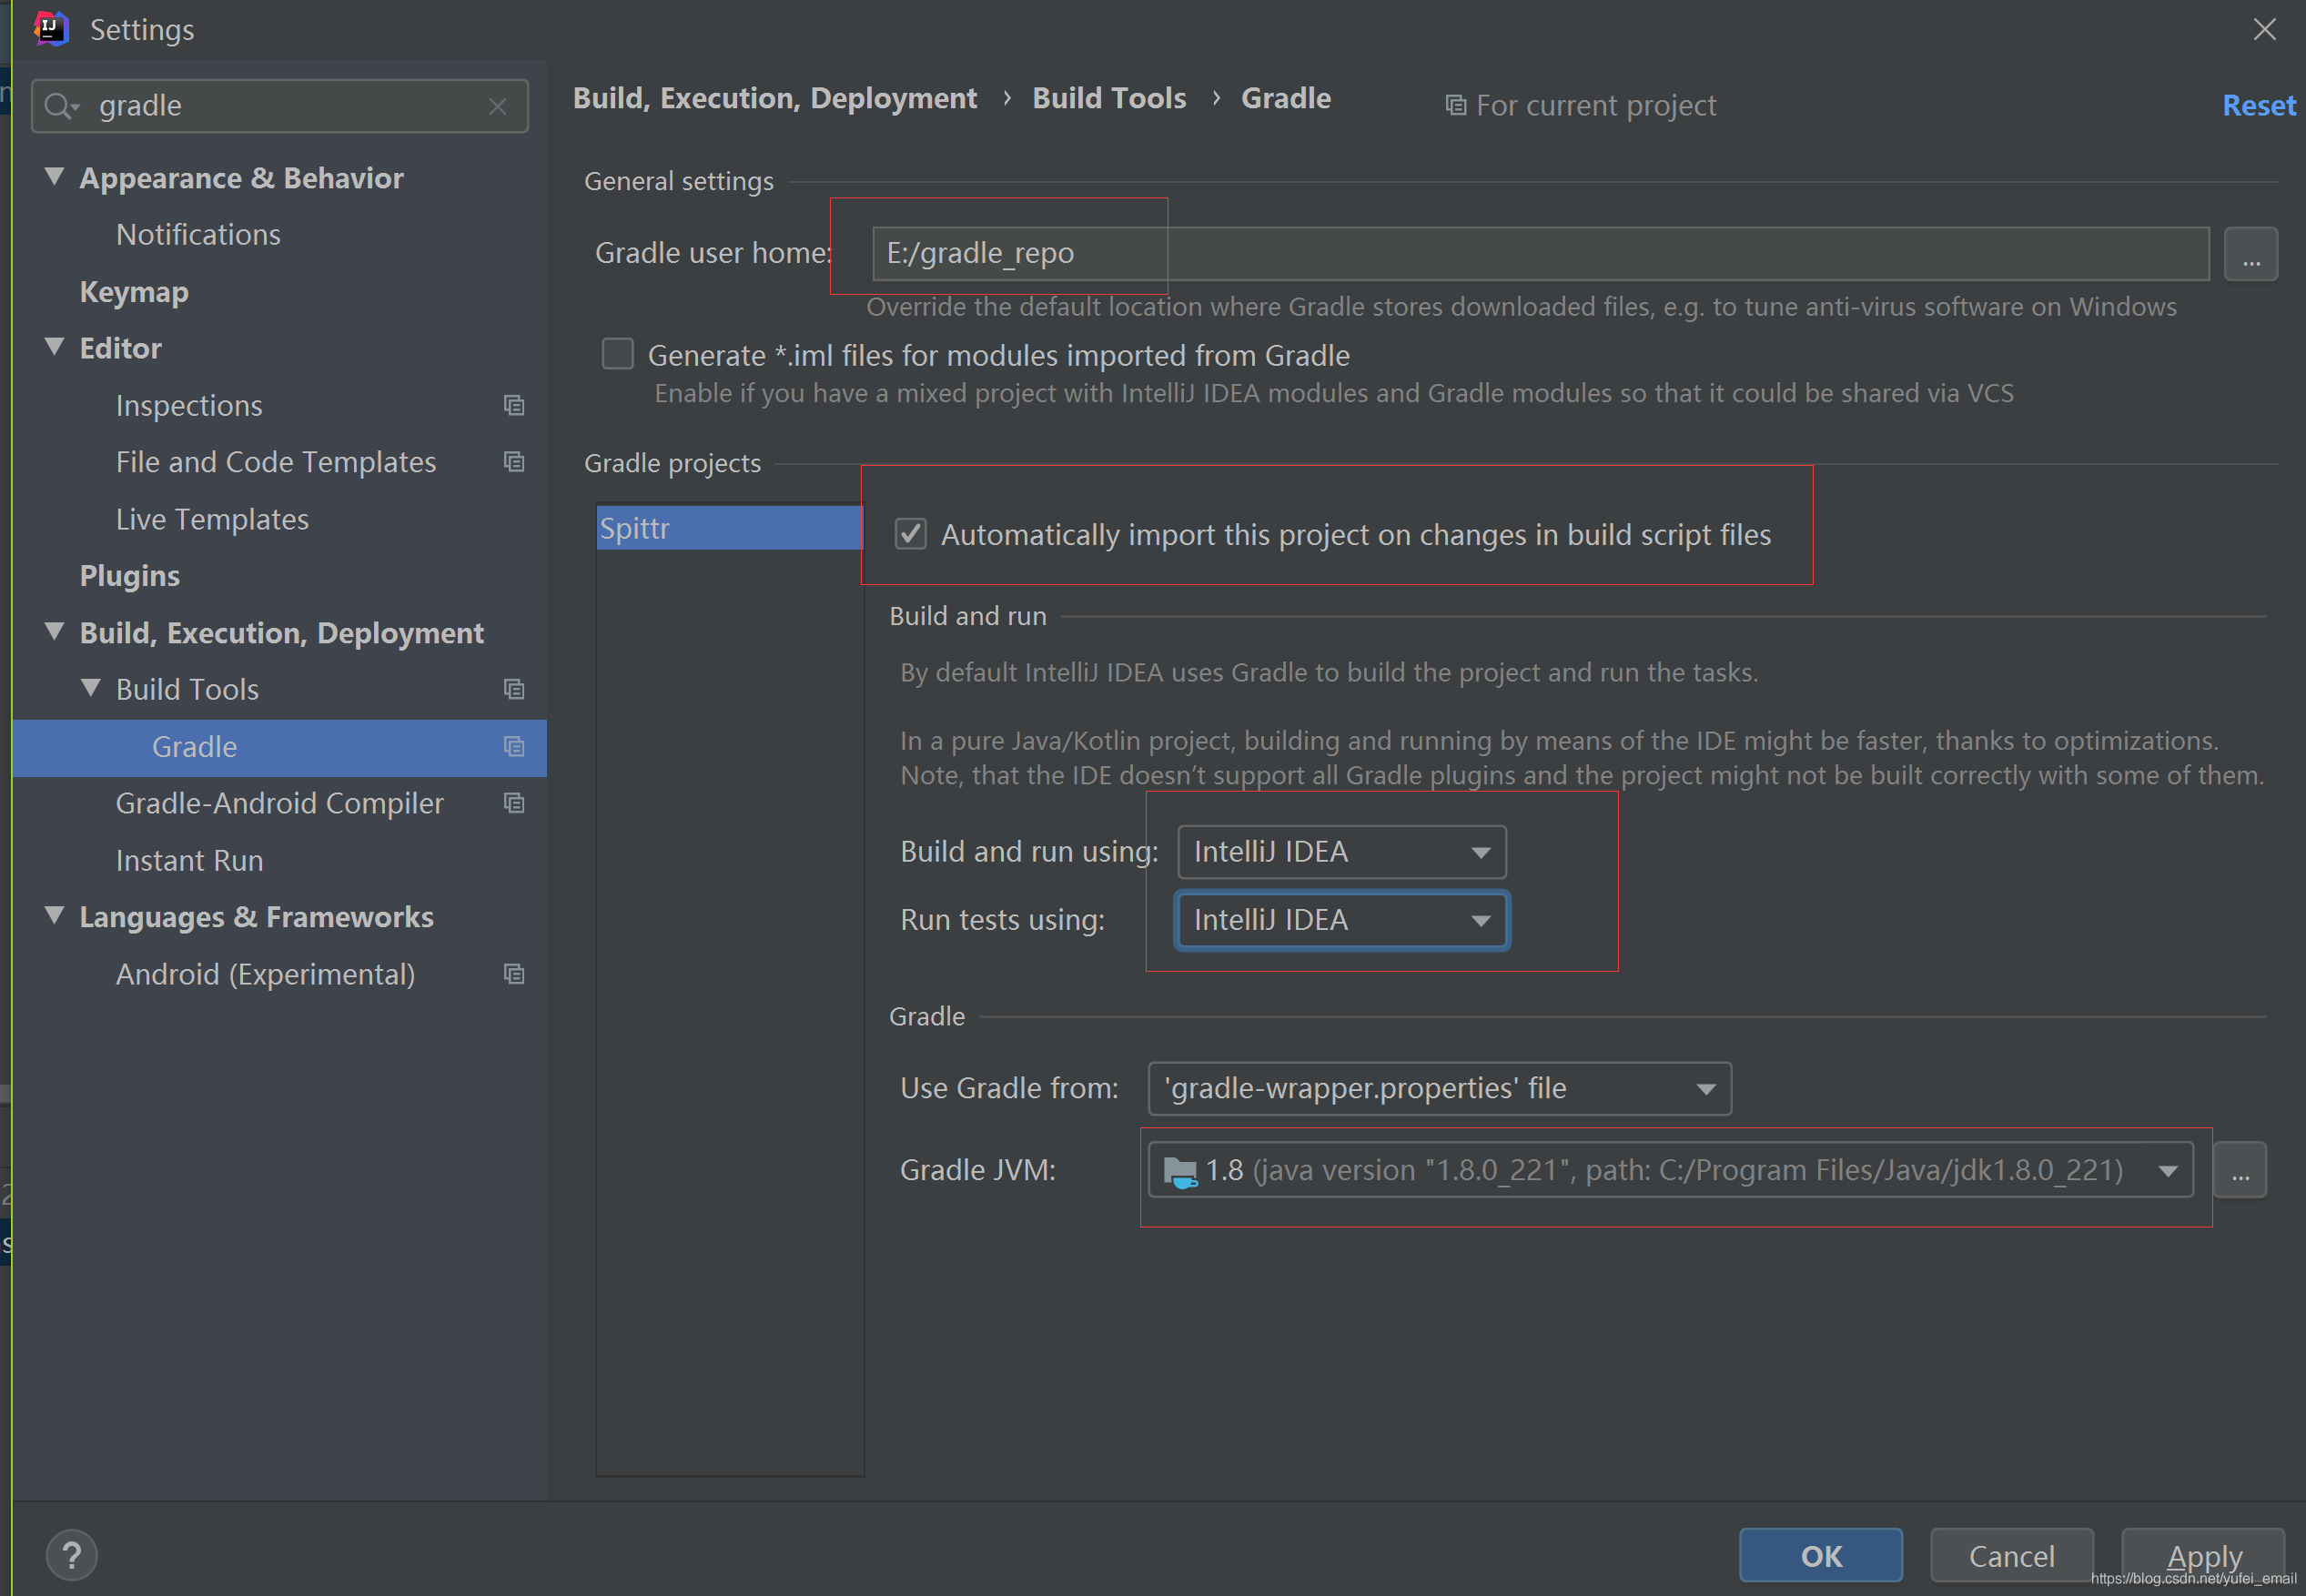 IJ
Settings
gradle
Build, Execution, Deployment › Build Tools › Gradle
For current project
Reset
Appearance & Behavior
Notifications
Keymap
Editor
Inspections
File and Code Templates
Live Templates
Plugins
Build, Execution, Deployment
Build Tools
Gradle
Gradle-Android Compiler
Instant Run
Languages & Frameworks
Android (Experimental)
General settings
Gradle user home: E:/gradle_repo ...
Override the default location where Gradle stores downloaded files, e.g. to tune anti-virus software on Windows
Generate *.iml files for modules imported from Gradle
Enable if you have a mixed project with IntelliJ IDEA modules and Gradle modules so that it could be shared via VCS
Gradle projects
Spittr
Automatically import this project on changes in build script files
Build and run
By default IntelliJ IDEA uses Gradle to build the project and run the tasks.
In a pure Java/Kotlin project, building and running by means of the IDE might be faster, thanks to optimizations.
Note, that the IDE doesn't support all Gradle plugins and the project might not be built correctly with some of them.
Build and run using: IntelliJ IDEA
Run tests using: IntelliJ IDEA
Gradle
Use Gradle from: 'gradle-wrapper.properties' file
Gradle JVM: 1.8 (java version "1.8.0_221", path: C:/Program Files/Java/jdk1.8.0_221) ...
?
OK
Cancel
Apply
https://blog.csdn.net/yufei_email